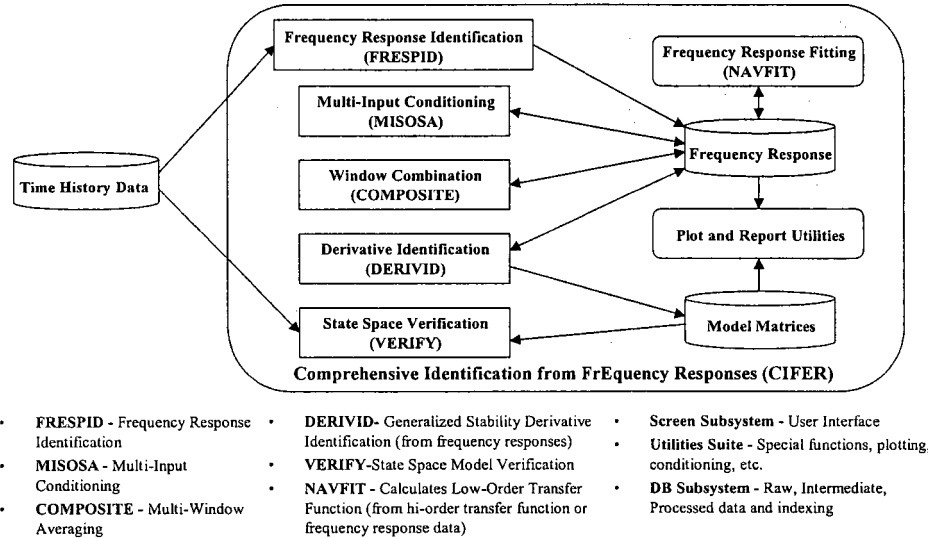 Frequency Response Identification
(FRESPID)
Frequency Response Fitting
(NAVFIT)
Multi-Input Conditioning
(MISOSA)
Frequency Response
Time History Data
Window Combination
(COMPOSITE)
Plot and Report Utilities
Derivative Identification
(DERIVID)
Model Matrices
State Space Verification
(VERIFY)
Comprehensive Identification from FrEquency Responses (CIFER)
• FRESPID - Frequency Response
Identification
• MISOSA - Multi-Input
Conditioning
• COMPOSITE - Multi-Window
Averaging
• DERIVID- Generalized Stability Derivative
Identification (from frequency responses)
• VERIFY-State Space Model Verification
• NAVFIT - Calculates Low-Order Transfer
Function (from hi-order transfer function or
frequency response data)
• Screen Subsystem - User Interface
• Utilities Suite - Special functions, plotting,
conditioning, etc.
• DB Subsystem - Raw, Intermediate,
Processed data and indexing